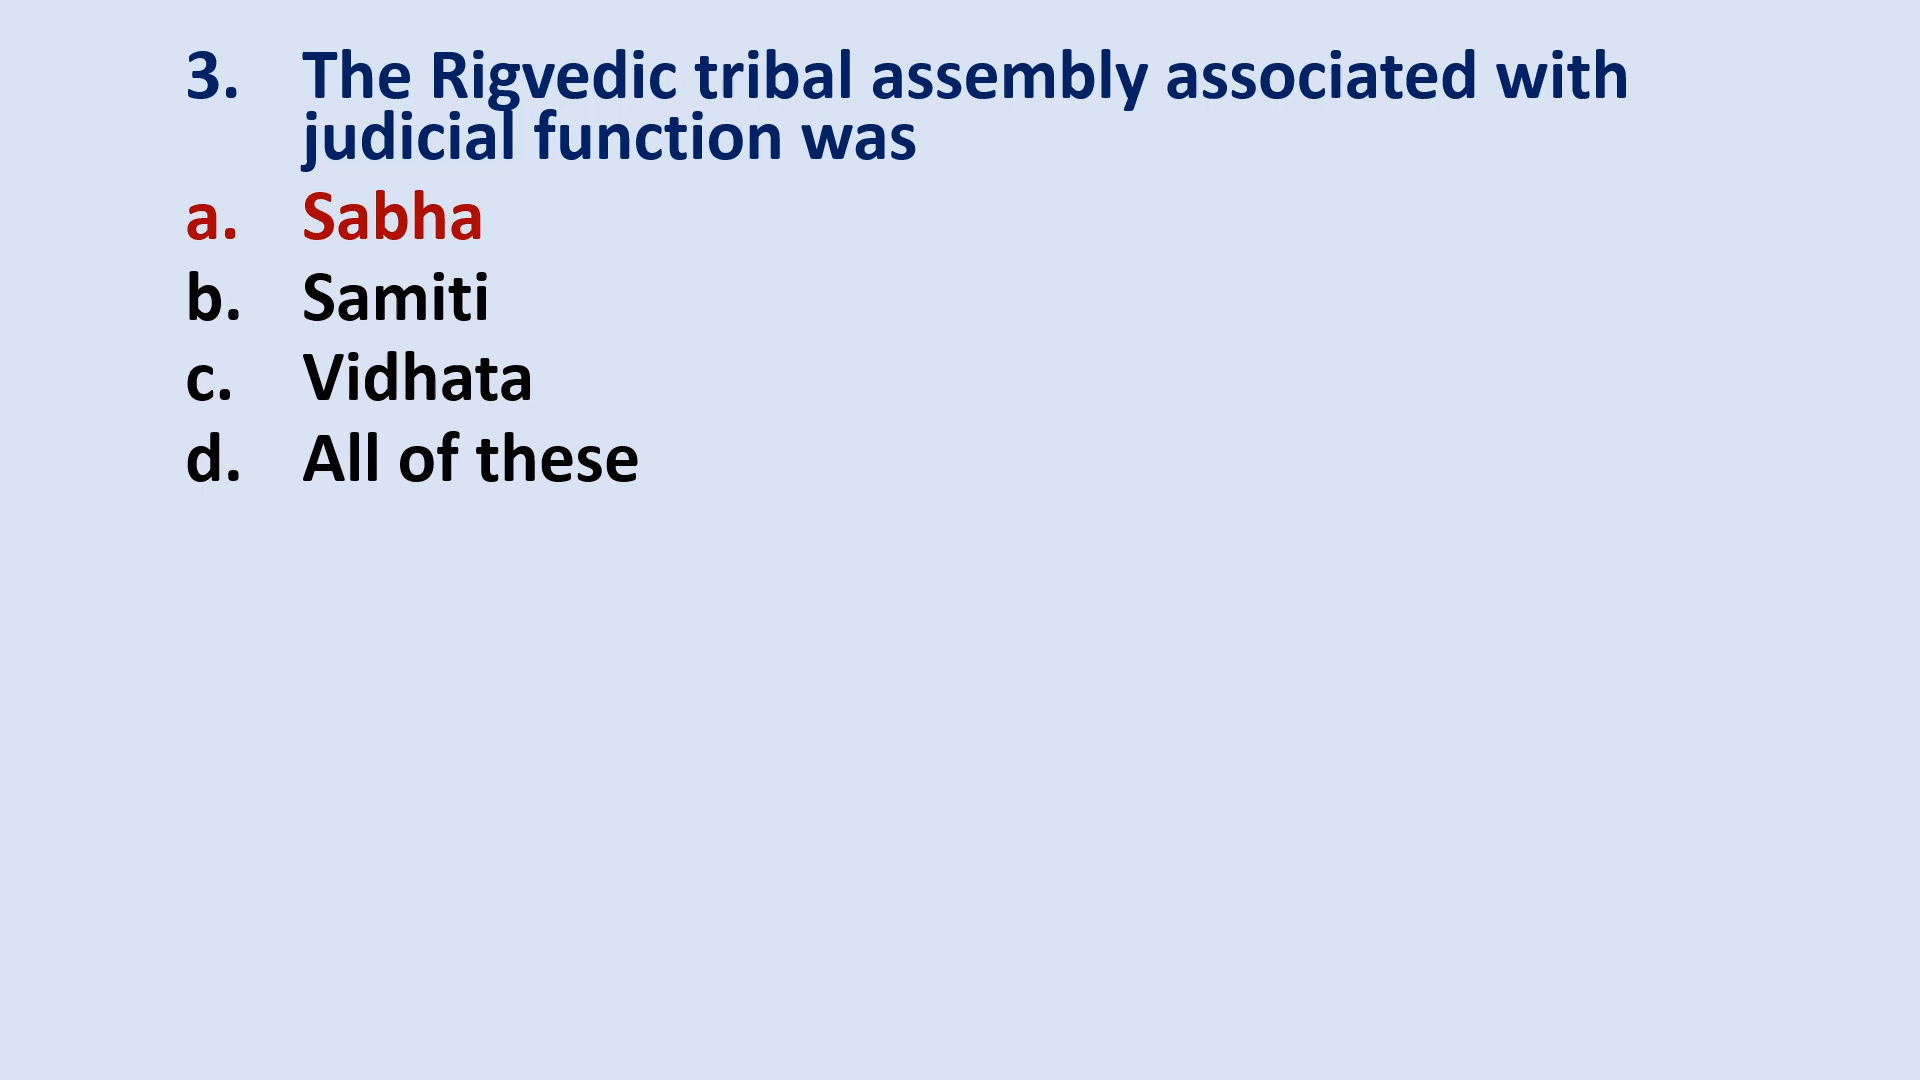 3. The Rigvedic tribal assembly associated with
judicial function was
a. Sabha
b. Samiti
c. Vidhata
d. All of these